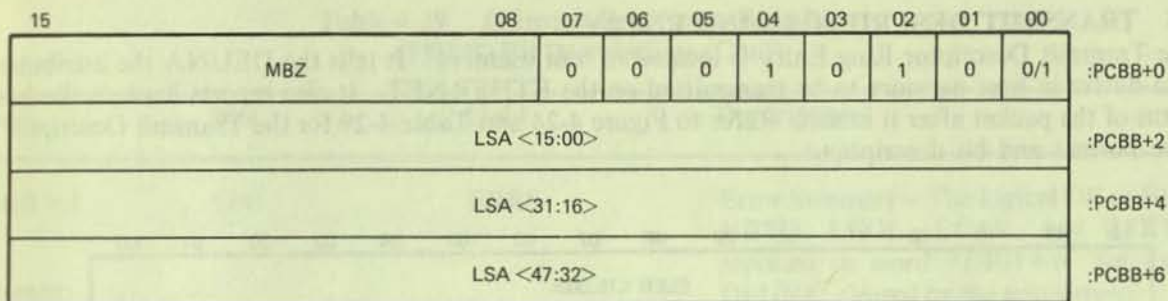 15 08 07 06 05 04 03 02 01 00
MBZ 0 0 0 1 0 1 0 0/1 :PCBB+0
LSA <15:00> :PCBB+2
LSA <31:16> :PCBB+4
LSA <47:32> :PCBB+6